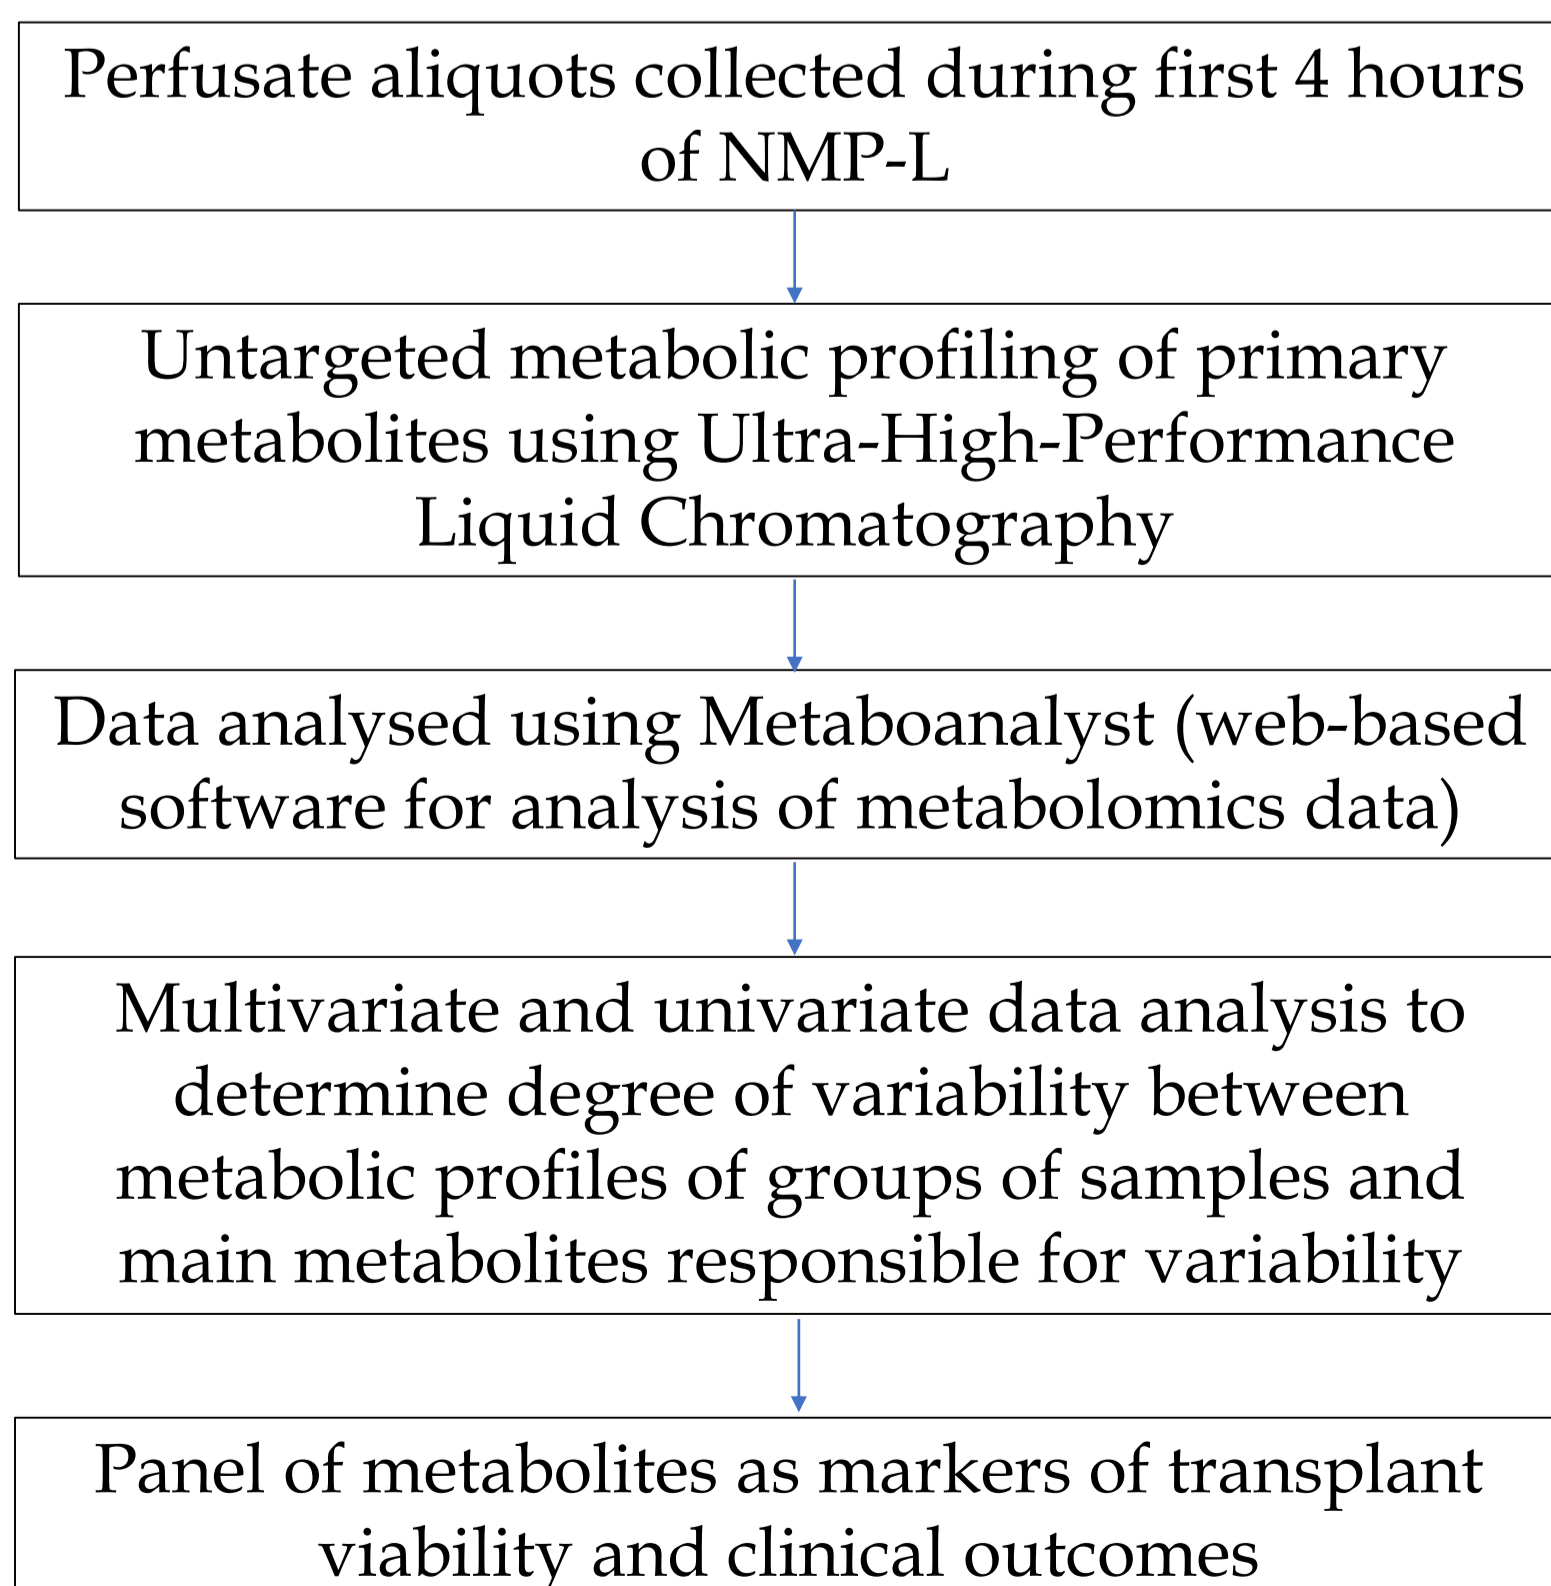 Perfusate aliquots collected during first 4 hours
of NMP-L
Untargeted metabolic profiling of primary
metabolites using Ultra-High-Performance
Liquid Chromatography
Data analysed using Metaboanalyst (web-based
software for analysis of metabolomics data)
Multivariate and univariate data analysis to
determine degree of variability between
metabolic profiles of groups of samples and
main metabolites responsible for variability
Panel of metabolites as markers of transplant
viability and clinical outcomes